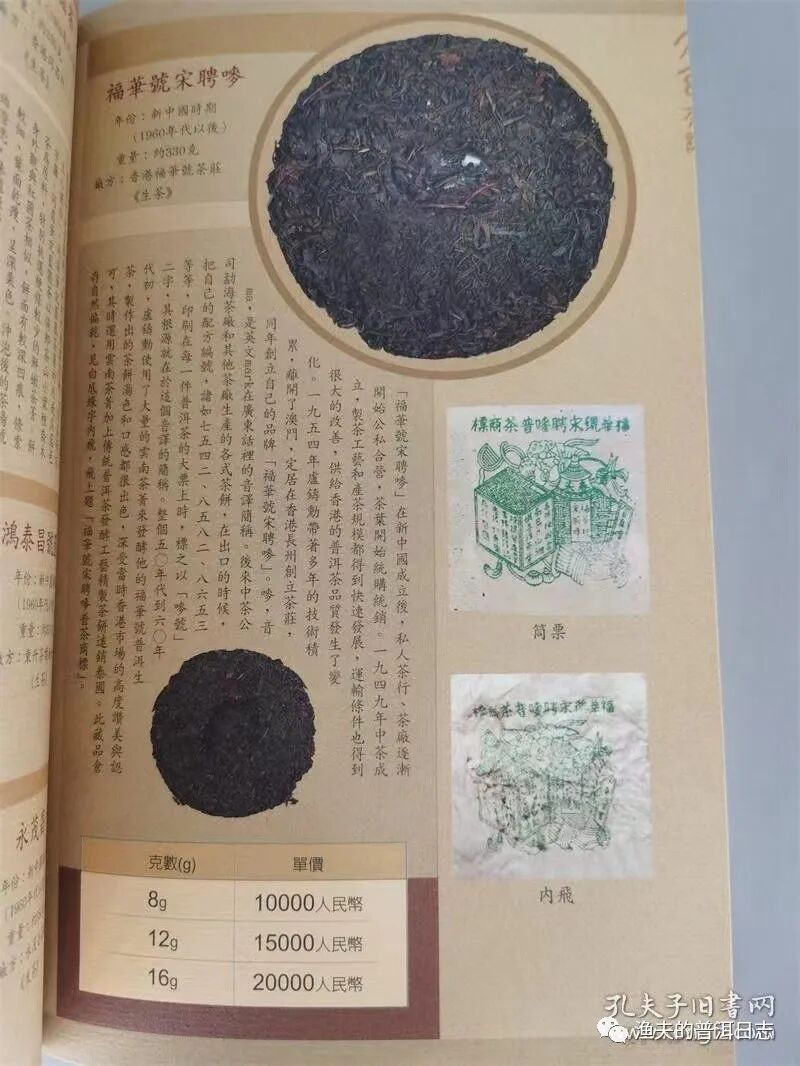 福華號宋聘嘜
年份：新中國時期
（1960年代以後）
重量：約330克
廠方：香港福華號茶莊
《生茶》
「福華號宋聘嘜」在新中國成立後，私人茶行、茶廠逐漸
開始公私合營，茶葉開始統購統銷。一九四九年中茶成
立，製茶工藝和產茶規模都得到快速發展，運輸條件也得到
很大的改善，供給香港的普洱茶品質發生了變
化。一九五四年盧鑄勳帶著多年的技術積
累，離開了澳門，定居在香港長州創立茶莊，
同年創立自己的品牌「福華號宋聘嘜」。嘜，音
ma，是英文mark在廣東話裡的音譯簡稱。後來中茶公
司勐海茶廠和其他茶廠生產的各式茶餅，在出口的時候，
把自己的配方編號，諸如七五四二、八五八二、八六五三
等等，印刷在每一件普洱茶的大票上時，標之以「嘜號」
二字，其根源就在於這個音譯的簡稱。整個五〇年代到六〇年
代初，盧鑄勳使用了大量的雲南茶菁來發酵他的福華號普洱生
茶，製作出的茶餅湯色和口感都很出色，深受當時香港市場的高度讚美與認
可，其時選用雲南茶菁加上傳統普洱茶發酵工藝精製茶餅遠銷泰國。此藏品倉
存自然偏乾，見白底綠字內飛，飛上題「福華號宋聘嘜普茶商標」。
標商茶普嘜聘宋號華福
筒票
標商茶普嘜聘宋號華福
內飛
克數(g) 單價
8g 10000人民幣
12g 15000人民幣
16g 20000人民幣
鴻泰昌
永茂昌
孔夫子旧書网
渔夫的普洱日志